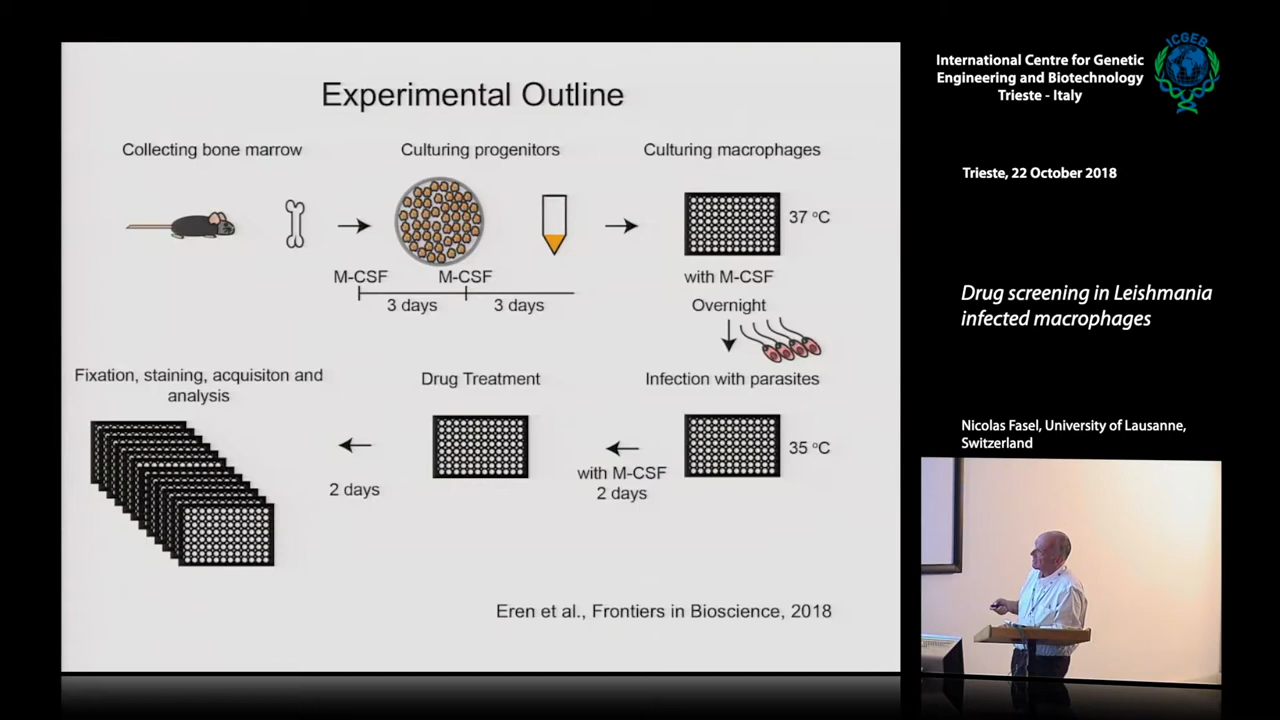 Experimental Outline
Collecting bone marrow
Culturing progenitors
Culturing macrophages
37 °C
M-CSF
M-CSF
3 days
3 days
with M-CSF
Overnight
Infection with parasites
35 °C
with M-CSF
2 days
Drug Treatment
2 days
Fixation, staining, acquisiton and
analysis
Eren et al., Frontiers in Bioscience, 2018
International Centre for Genetic
Engineering and Biotechnology
Trieste - Italy
ICGEB
Trieste, 22 October 2018
Drug screening in Leishmania
infected macrophages
Nicolas Fasel, University of Lausanne,
Switzerland